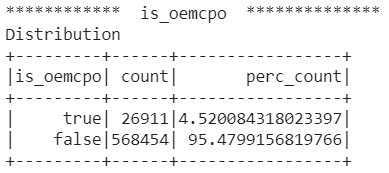 ************  is_oemcpo  **************
Distribution
+---------+------+-----------------+
|is_oemcpo| count|       perc_count|
+---------+------+-----------------+
|     true| 26911|4.520084318023397|
|    false|568454| 95.4799156819766|
+---------+------+-----------------+